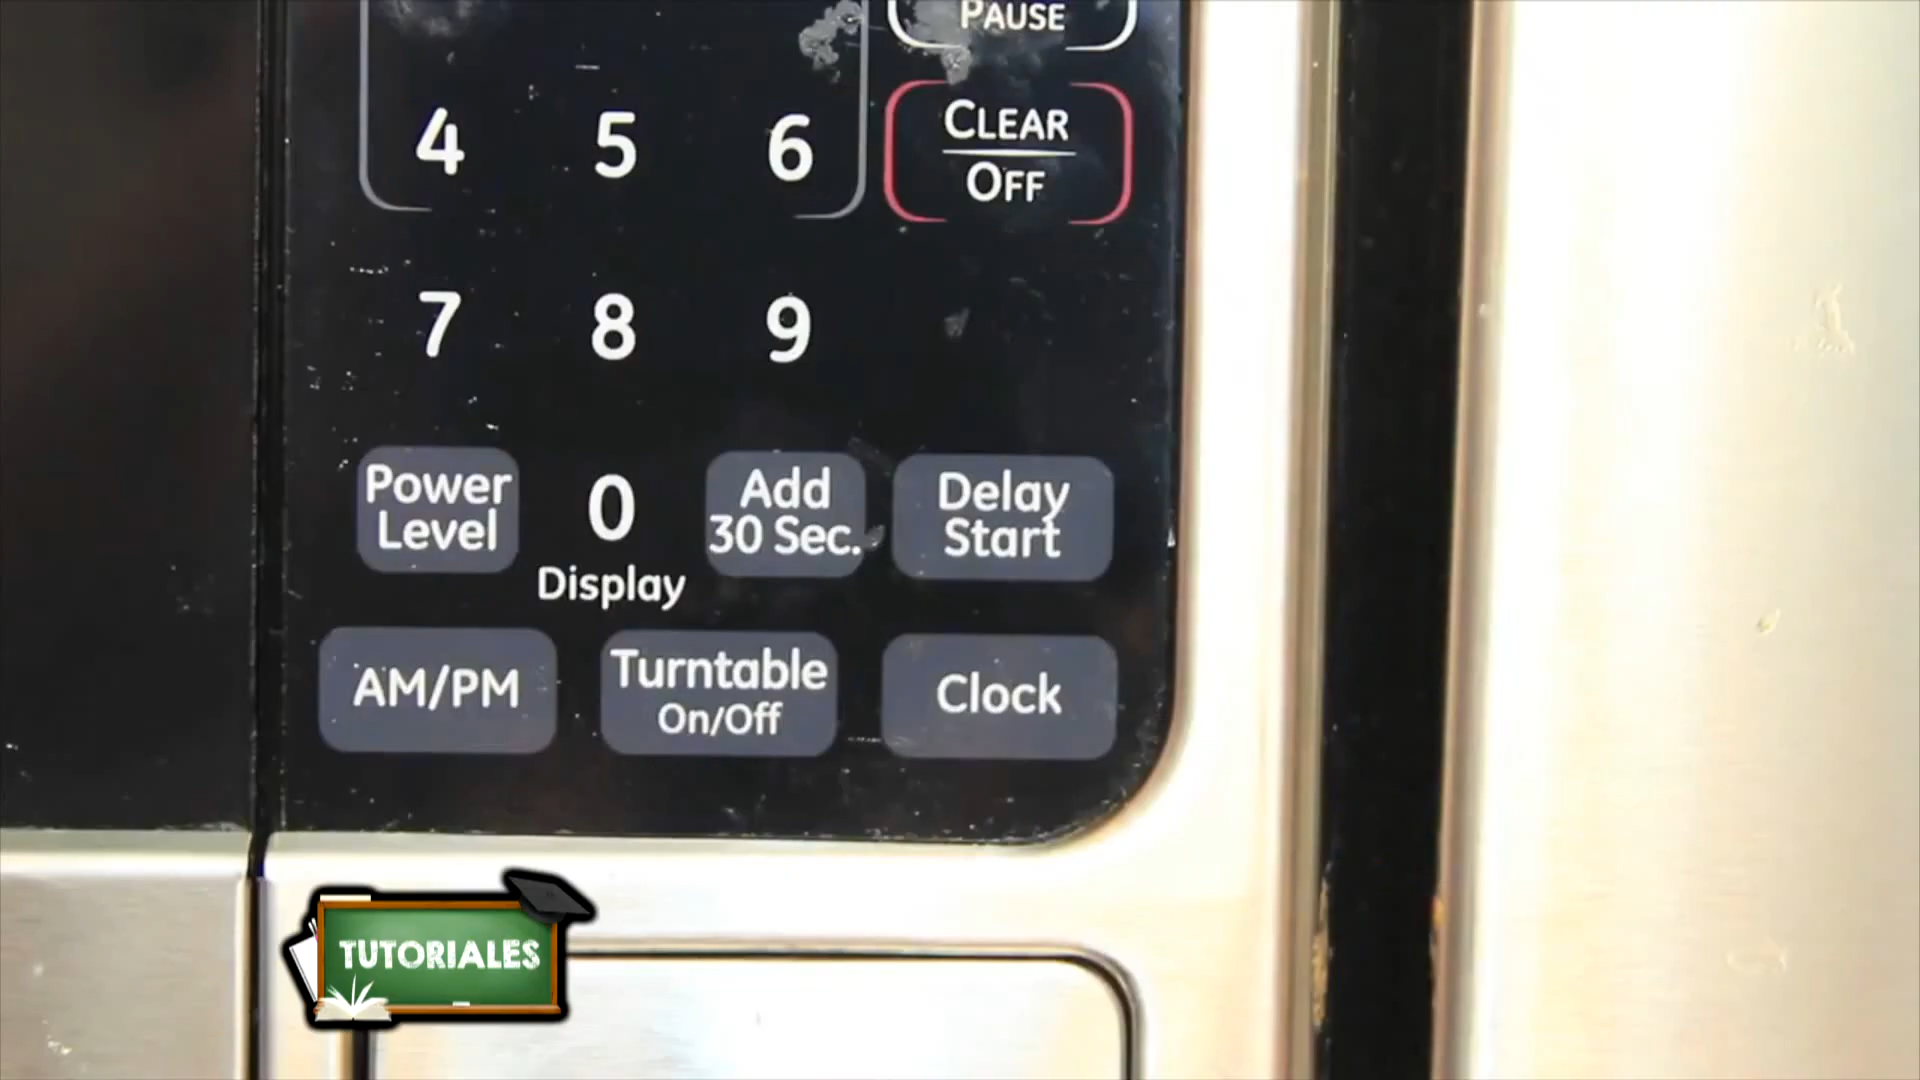 PAUSE
4 5 6
CLEAR
OFF
7 8 9
Power
Level
0
Display
Add
30 Sec.
Delay
Start
AM/PM
Turntable
On/Off
Clock
TUTORIALES